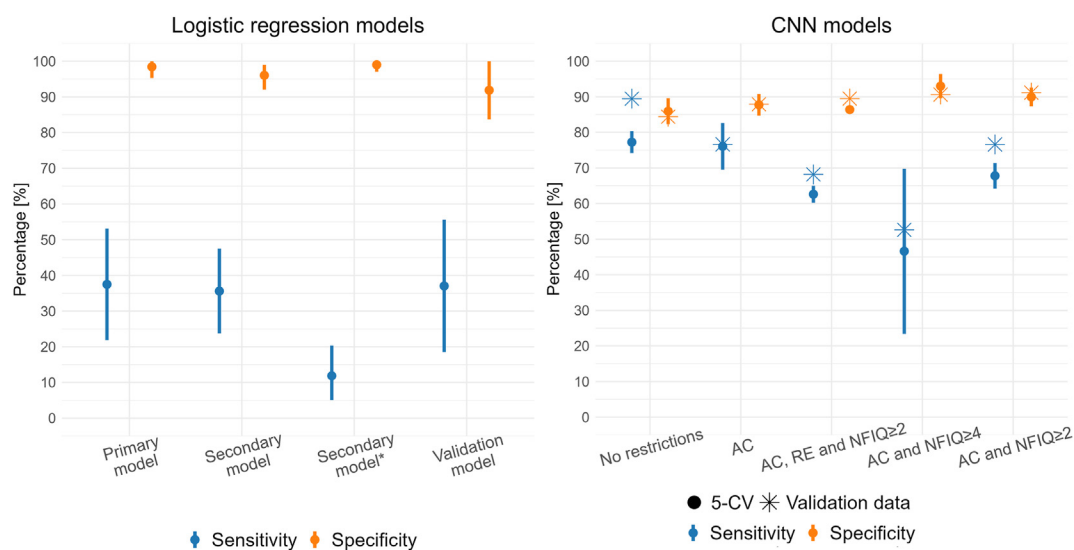 Logistic regression models
Percentage [%]
100
90
80
70
60
50
40
30
20
10
0
Primary
model
Secondary
model
Secondary
model*
Validation
model
Sensitivity Specificity
CNN models
Percentage [%]
100
90
80
70
60
50
40
30
20
10
0
No restrictions
AC
AC, RE and NFIQ≥2
AC and NFIQ≥4
AC and NFIQ≥2
5-CV Validation data
Sensitivity Specificity